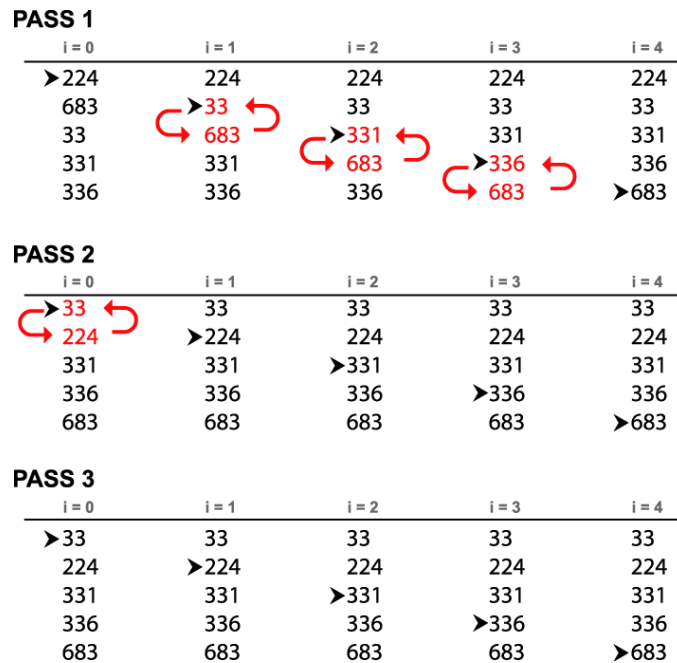 PASS 1
i = 0 i = 1 i = 2 i = 3 i = 4
224 224 224 224 224
683 33 33 33 33
33 683 331 331 331
331 331 683 336 336
336 336 336 683 683
PASS 2
i = 0 i = 1 i = 2 i = 3 i = 4
33 33 33 33 33
224 224 224 224 224
331 331 331 331 331
336 336 336 336 336
683 683 683 683 683
PASS 3
i = 0 i = 1 i = 2 i = 3 i = 4
33 33 33 33 33
224 224 224 224 224
331 331 331 331 331
336 336 336 336 336
683 683 683 683 683